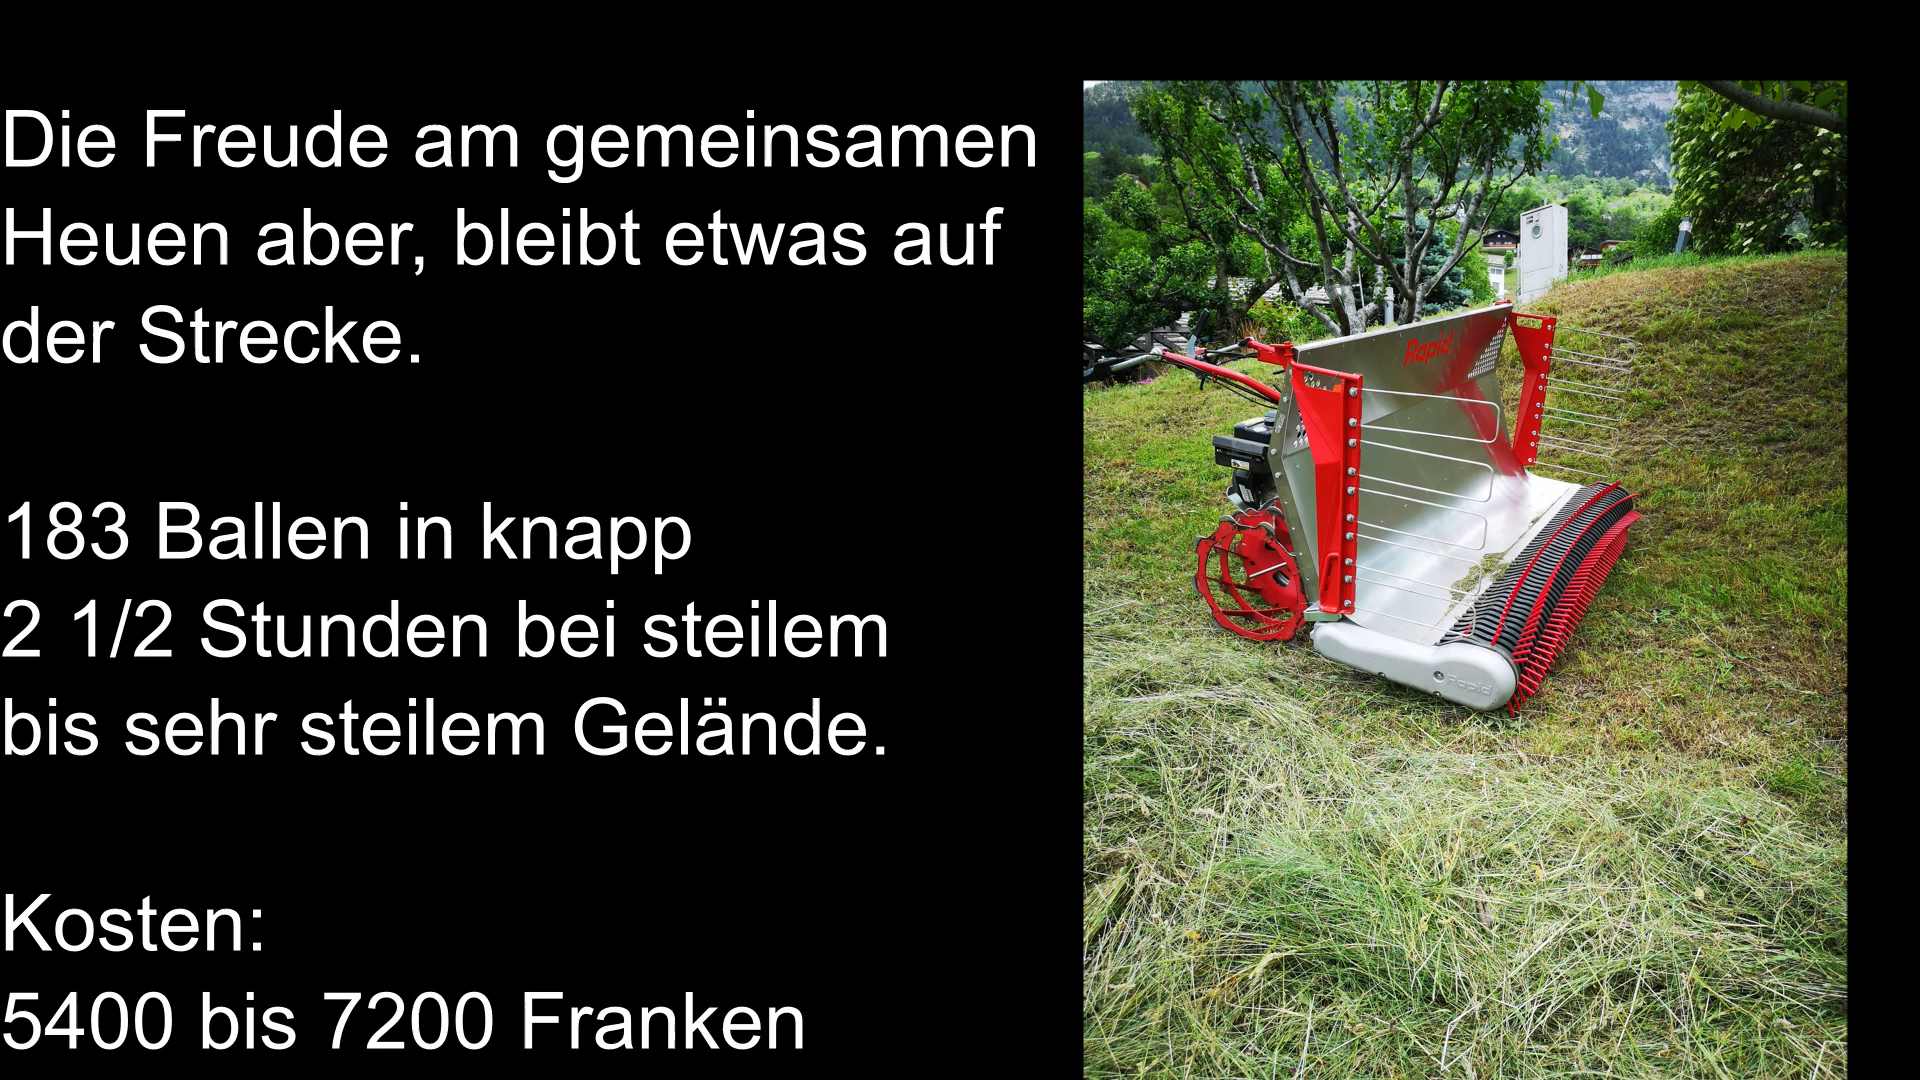 Die Freude am gemeinsamen
Heuen aber, bleibt etwas auf
der Strecke.
183 Ballen in knapp
2 1/2 Stunden bei steilem
bis sehr steilem Gelände.
Kosten:
5400 bis 7200 Franken
Rapid
Rapid